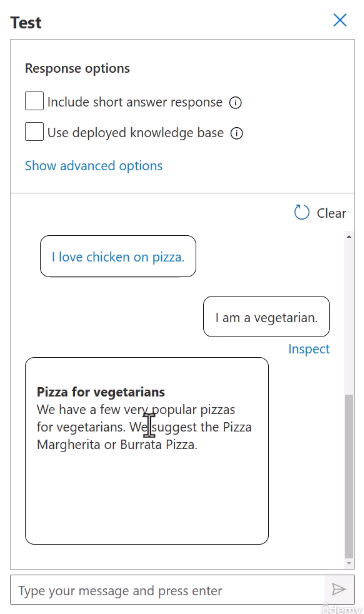 Test
Response options
Include short answer response
Use deployed knowledge base
Show advanced options
Clear
I love chicken on pizza.
I am a vegetarian.
Inspect
Pizza for vegetarians
We have a few very popular pizzas
for vegetarians. We suggest the Pizza
Margherita or Burrata Pizza.
Type your message and press enter